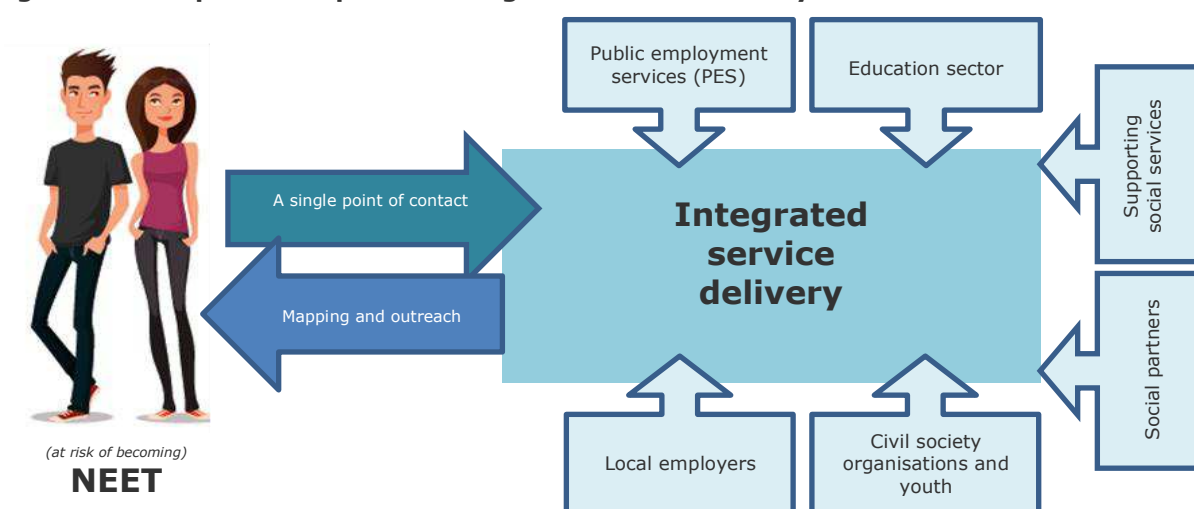 Public employment
services (PES)
Education sector
Supporting
social services
A single point of contact
Integrated
service
delivery
Mapping and outreach
Social partners
(at risk of becoming)
NEET
Local employers
Civil society
organisations and
youth